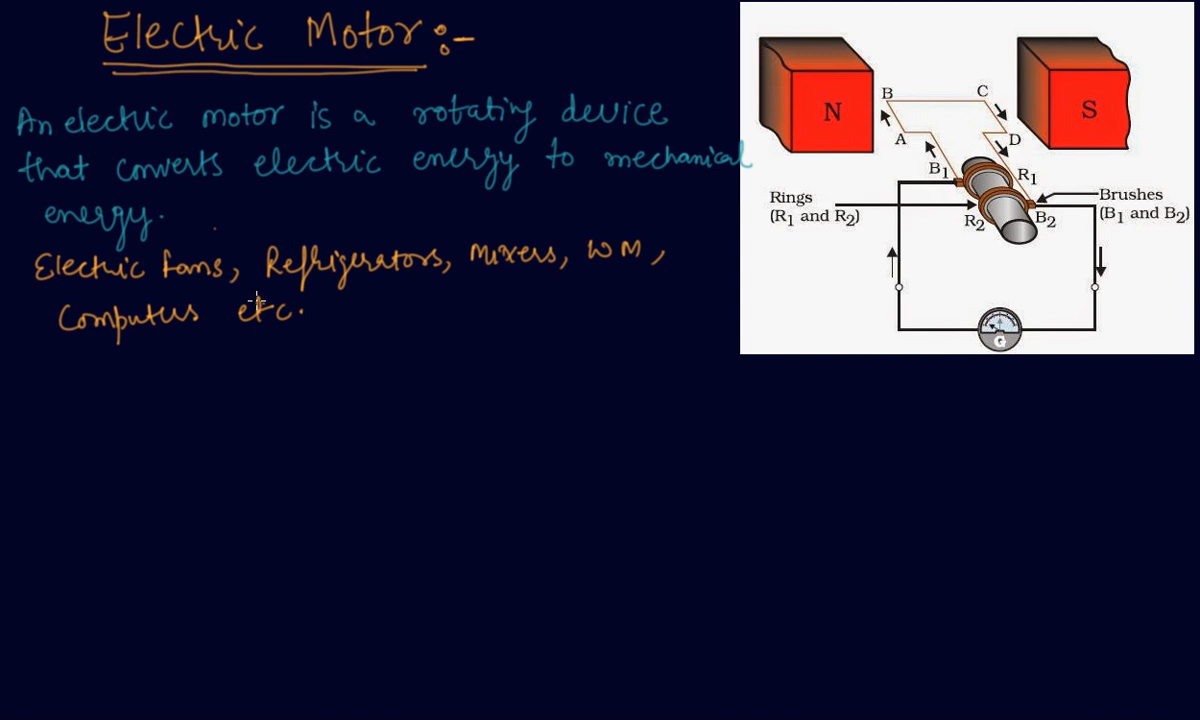 Electric Motor :-
An electric motor is a rotating device
that converts electric energy to mechanical
energy.
Electric fans, Refrigerators, Mixers, WM,
Computers etc.
N
S
B
C
A
D
B1
R1
Rings
(R1 and R2)
R2
B2
Brushes
(B1 and B2)
G